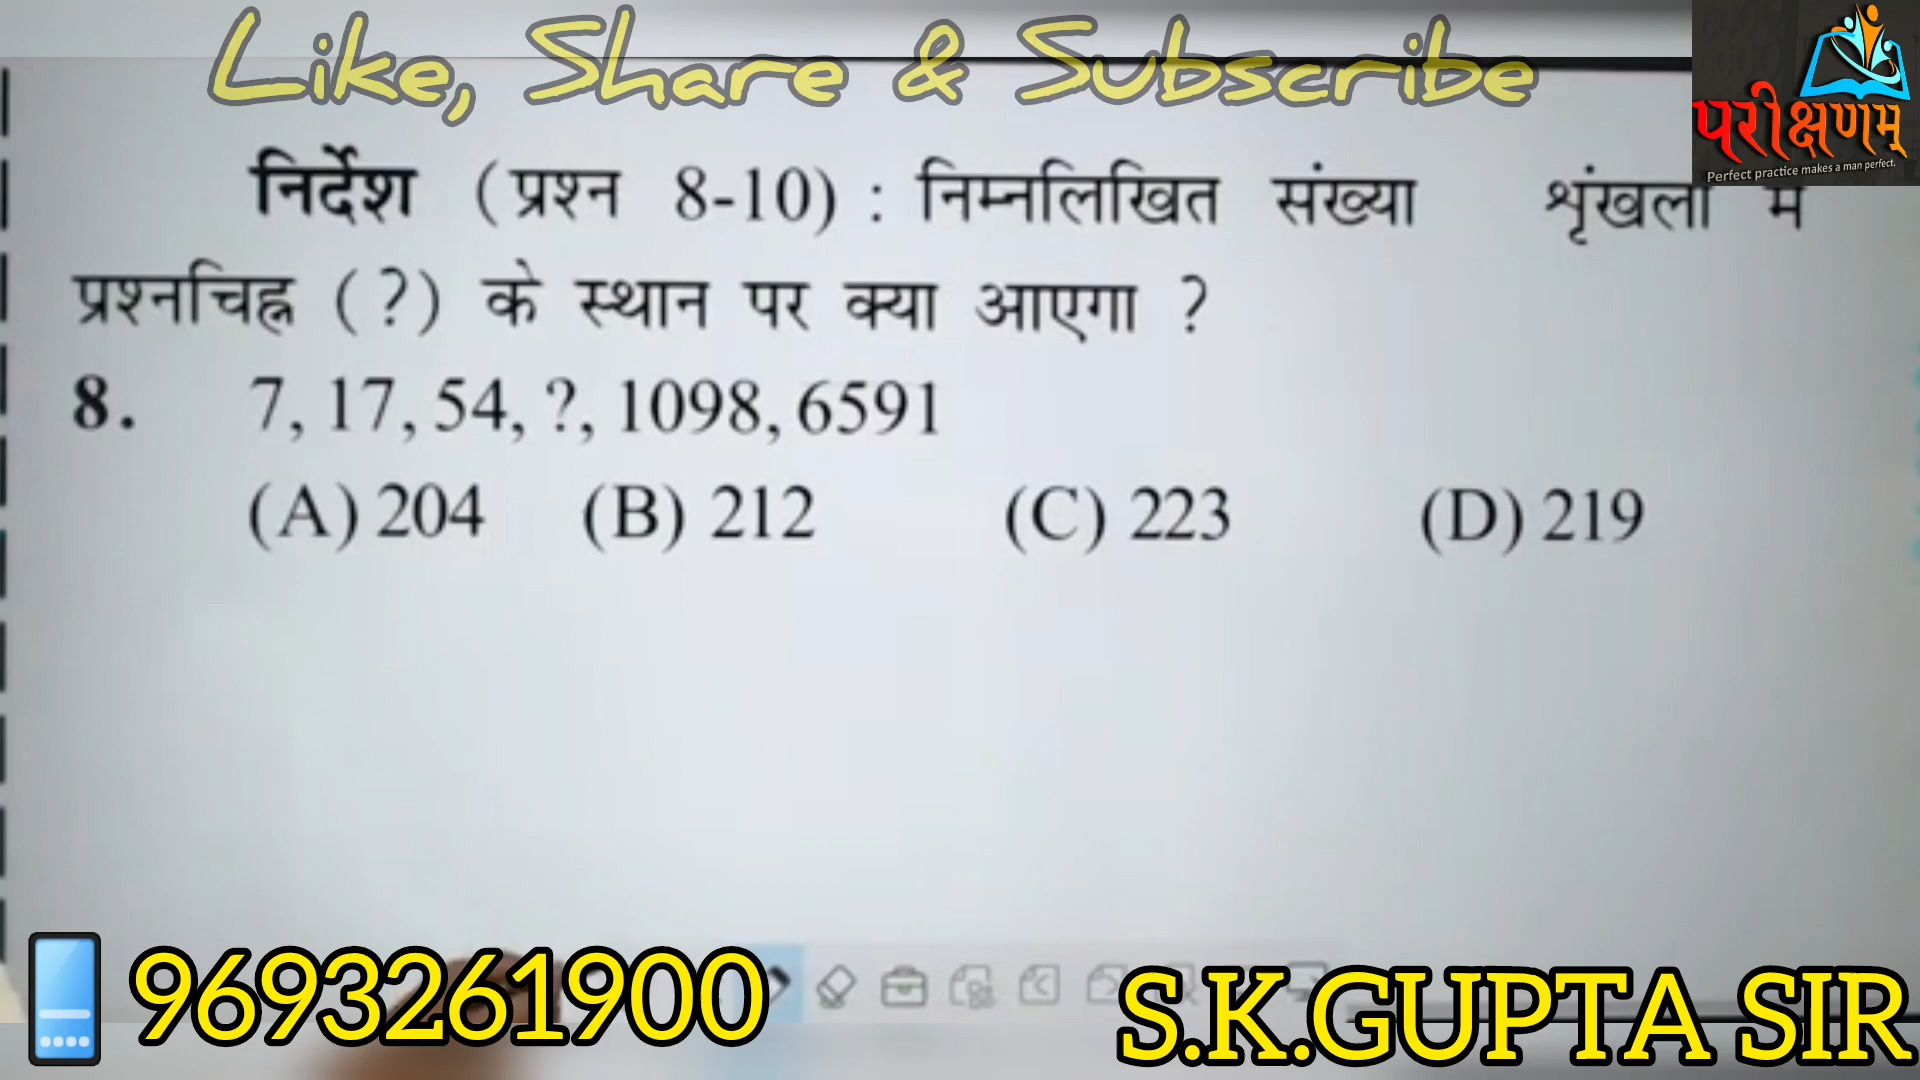 Like, Share & Subscribe
परीक्षणम्
Perfect practice makes a man perfect.
निर्देश (प्रश्न 8-10) : निम्नलिखित संख्या शृंखला में
प्रश्नचिह्न (?) के स्थान पर क्या आएगा ?
8. 7, 17, 54, ?, 1098, 6591
(A) 204 (B) 212 (C) 223 (D) 219
9693261900
S.K.GUPTA SIR